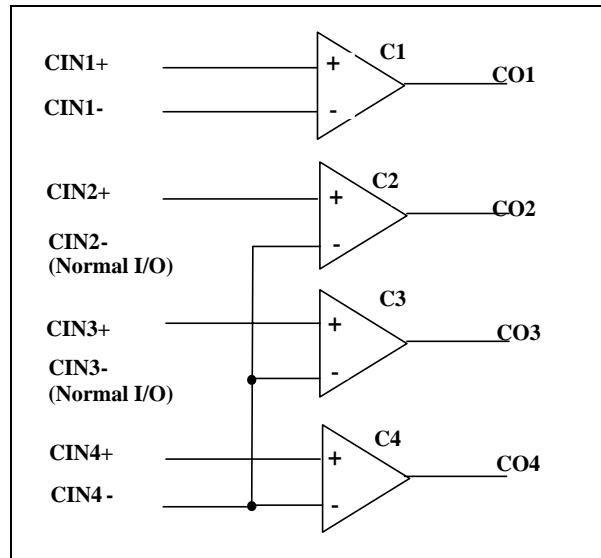 C1
CIN1+
+
CO1
CIN1-
-
C2
CIN2+
+
CO2
CIN2-
-
(Normal I/O)
C3
CIN3+
+
CO3
CIN3-
-
(Normal I/O)
C4
CIN4+
+
CO4
CIN4 -
-